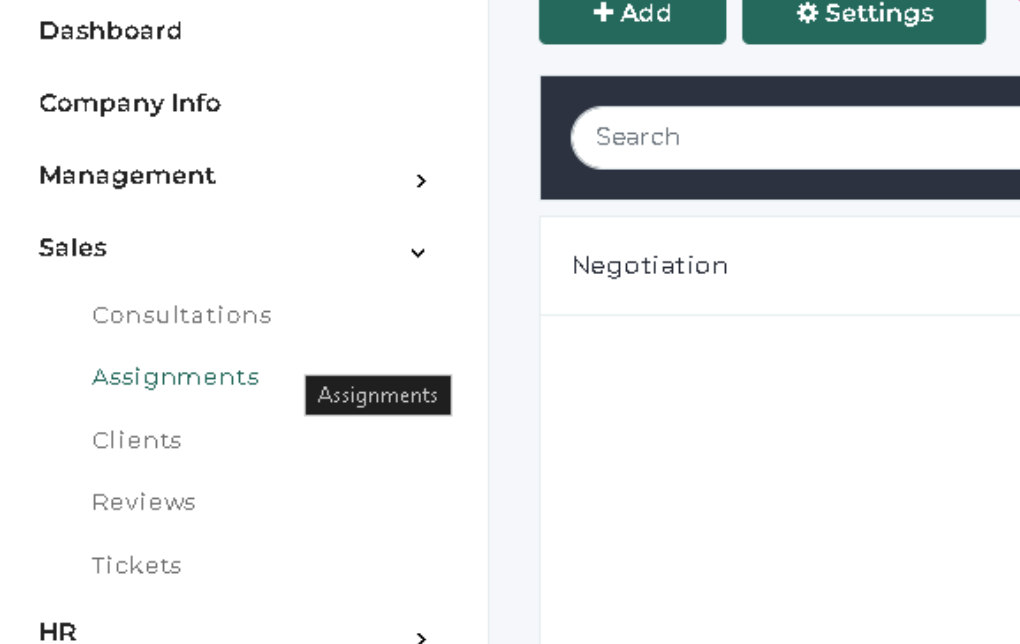 Dashboard
Company Info
Management
Sales
Consultations
Assignments
Assignments
Clients
Reviews
Tickets
HR
Add
Settings
Search
Negotiation